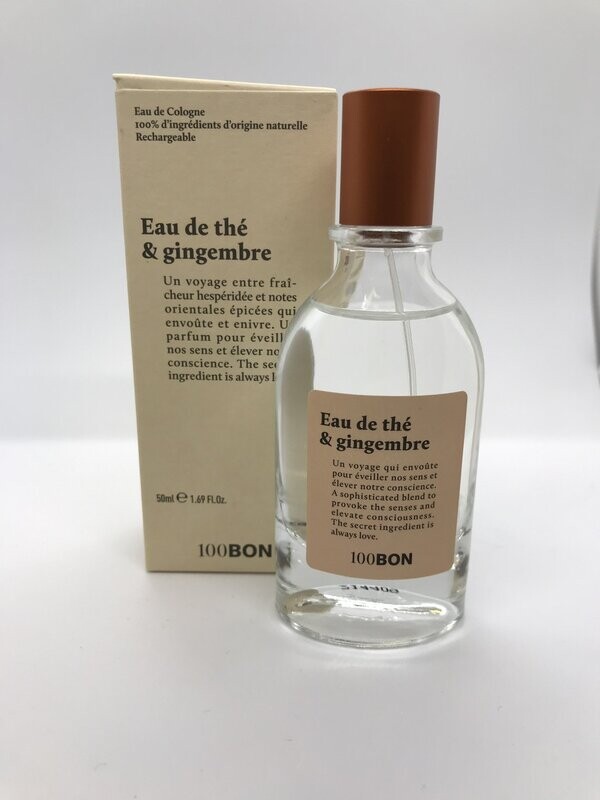 Eau de Cologne
100% d'ingrédients d'origine naturelle
Rechargeable
Eau de thé
& gingembre
Un voyage entre fraî-
cheur hespéridée et notes
orientales épicées qui
envoûte et enivre.
parfum pour
nos sens et élever
conscience. The
ingredient is always
50ml e 1.69 Fl.Oz.
100BON
Eau de thé
& gingembre
Un voyage qui envoûte
pour éveiller nos sens et
élever notre conscience.
A sophisticated blend to
provoke the senses and
elevate consciousness.
The secret ingredient is
always love.
100BON